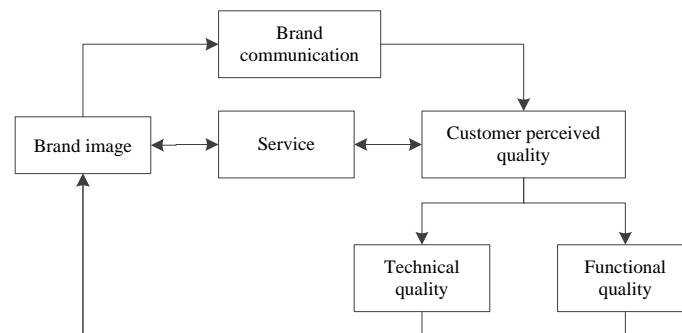 Brand
communication
Brand image
Service
Customer perceived
quality
Technical
quality
Functional
quality